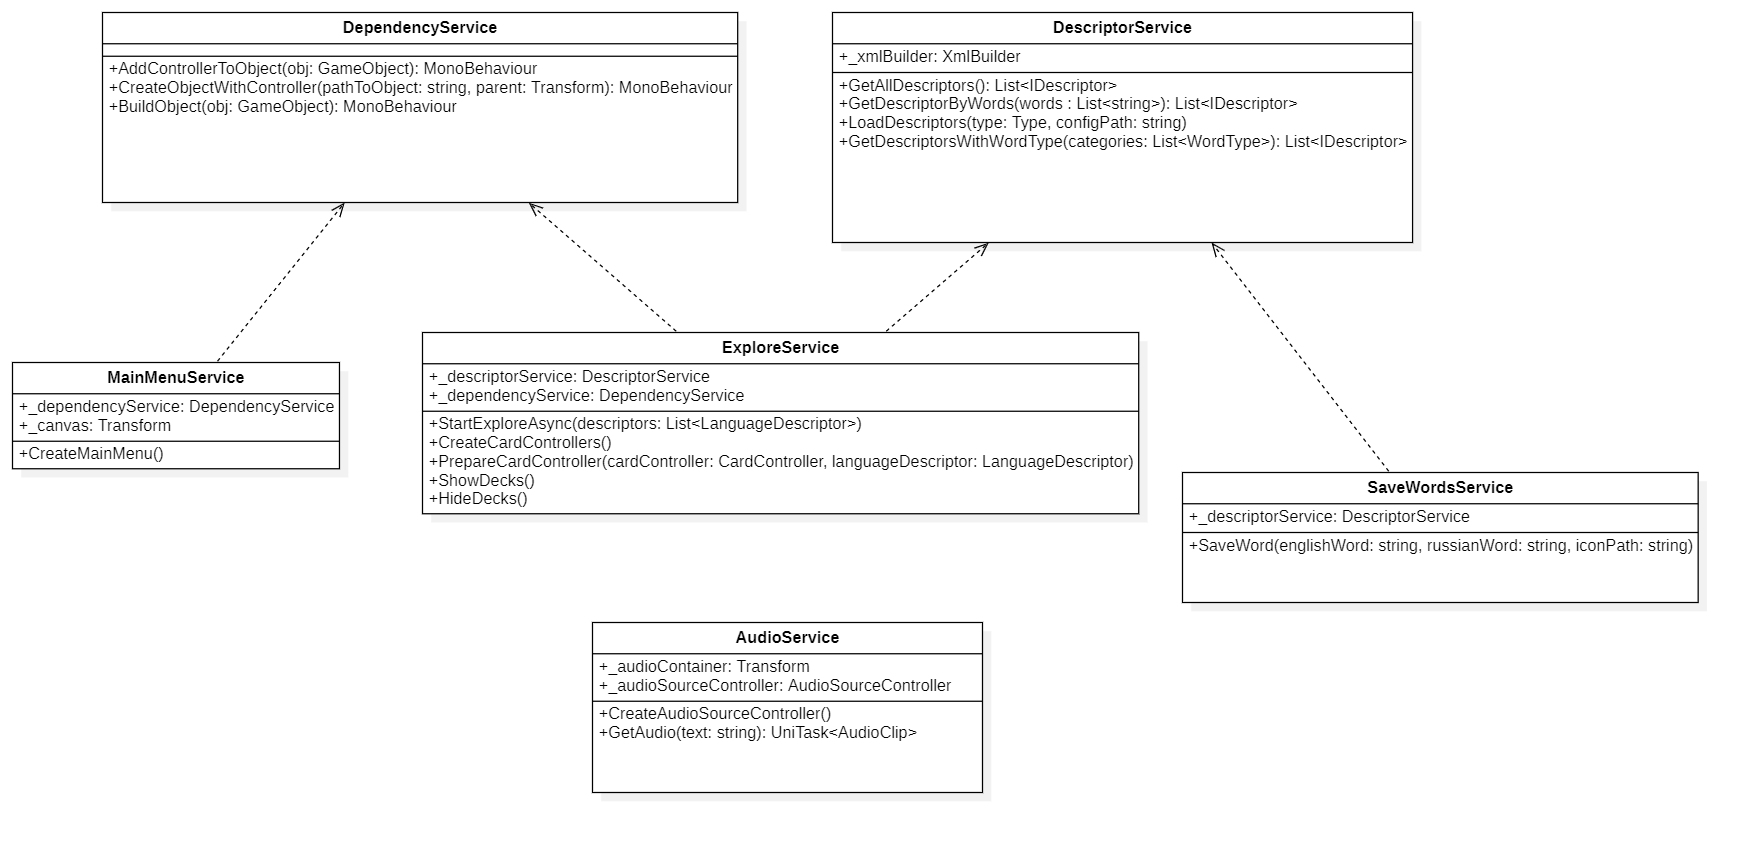 DependencyService
+AddControllerToObject(obj: GameObject): MonoBehaviour
+CreateObjectWithController(pathToObject: string, parent: Transform): MonoBehaviour
+BuildObject(obj: GameObject): MonoBehaviour
DescriptorService
+_xmlBuilder: XmlBuilder
+GetAllDescriptors(): List<IDescriptor>
+GetDescriptorByWords(words : List<string>): List<IDescriptor>
+LoadDescriptors(type: Type, configPath: string)
+GetDescriptorsWithWordType(categories: List<WordType>): List<IDescriptor>
MainMenuService
+_dependencyService: DependencyService
+_canvas: Transform
+CreateMainMenu()
ExploreService
+_descriptorService: DescriptorService
+_dependencyService: DependencyService
+StartExploreAsync(descriptors: List<LanguageDescriptor>)
+CreateCardControllers()
+PrepareCardController(cardController: CardController, languageDescriptor: LanguageDescriptor)
+ShowDecks()
+HideDecks()
SaveWordsService
+_descriptorService: DescriptorService
+SaveWord(englishWord: string, russianWord: string, iconPath: string)
AudioService
+_audioContainer: Transform
+_audioSourceController: AudioSourceController
+CreateAudioSourceController()
+GetAudio(text: string): UniTask<AudioClip>